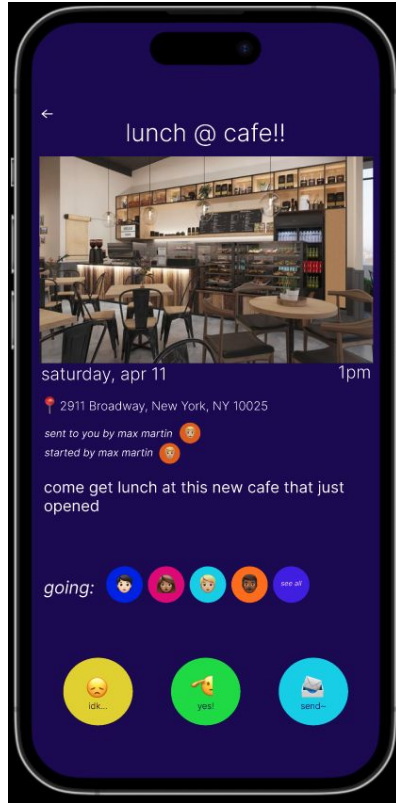 ←
lunch @ cafe!!
saturday, apr 11 1pm
📍 2911 Broadway, New York, NY 10025
sent to you by max martin
started by max martin
come get lunch at this new cafe that just
opened
going: see all
idk... yes! send~